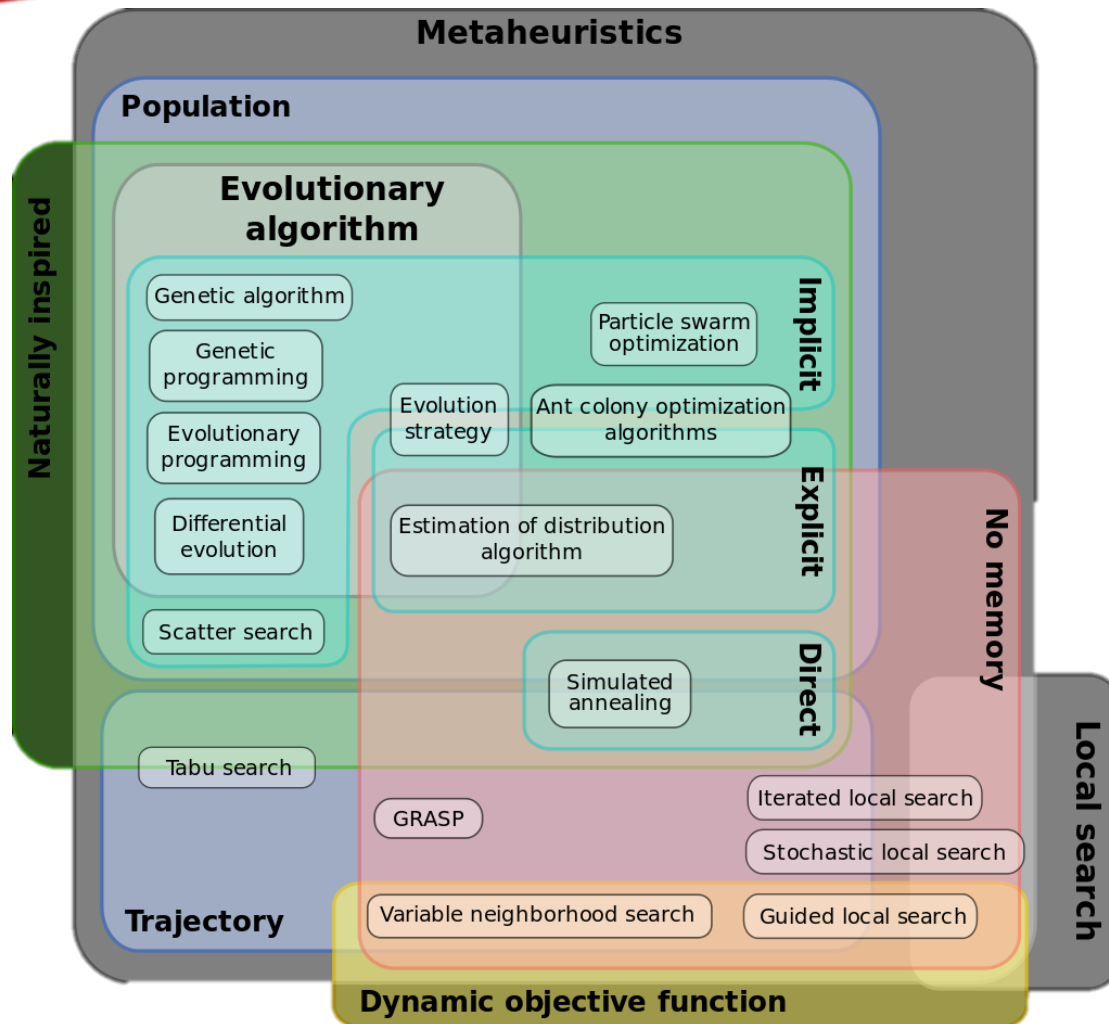 Metaheuristics
Population
Naturally inspired
Evolutionary
algorithm
Genetic algorithm
Genetic
programming
Evolutionary
programming
Differential
evolution
Scatter search
Evolution
strategy
Particle swarm
optimization
Ant colony optimization
algorithms
Implicit
Explicit
Estimation of distribution
algorithm
No memory
Direct
Simulated
annealing
Tabu search
GRASP
Iterated local search
Stochastic local search
Local search
Trajectory
Variable neighborhood search
Guided local search
Dynamic objective function